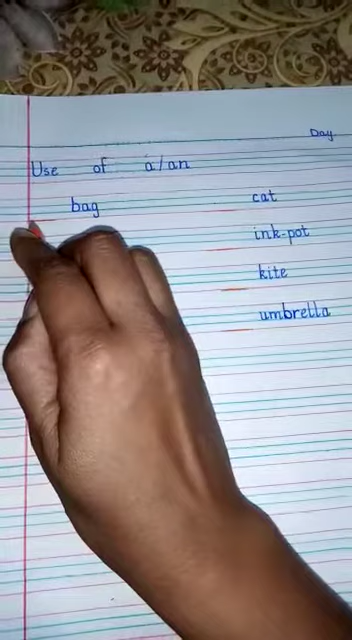 Day
Use of a/an
bag cat
ink-pot
kite
umbrella